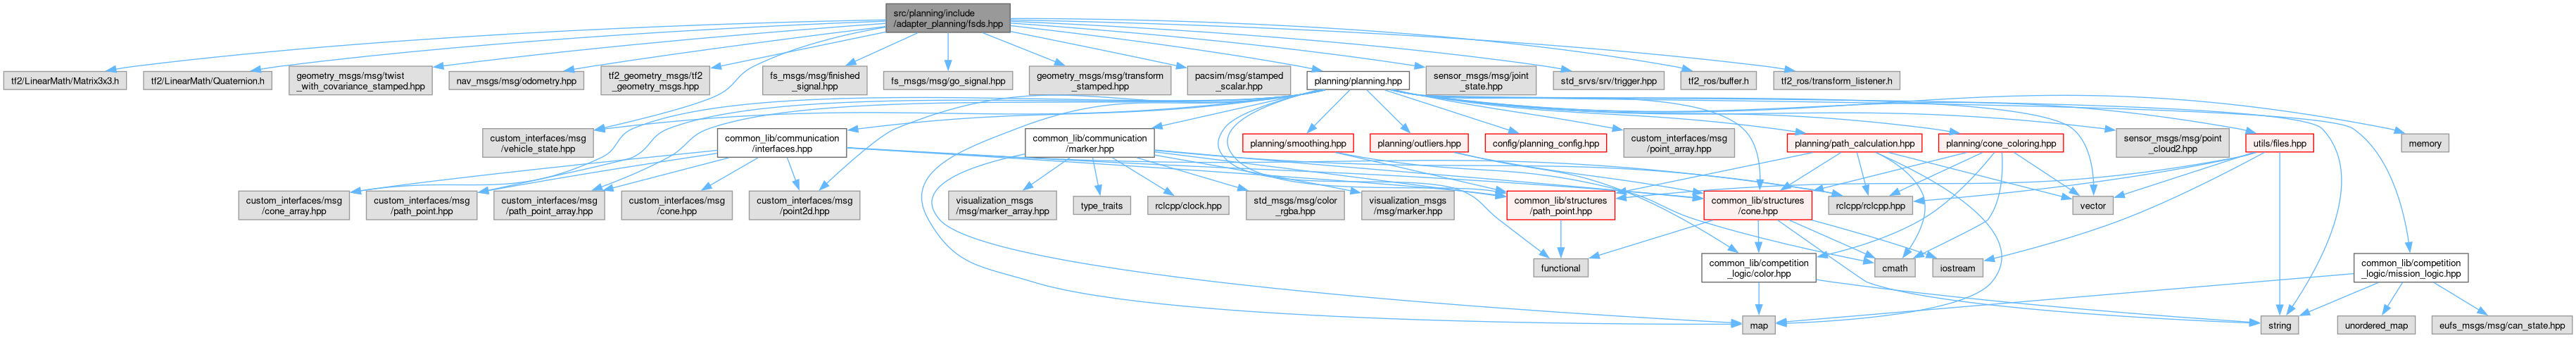 src/planning/include
/adapter_planning/fsds.hpp
tf2/LinearMath/Matrix3x3.h
tf2/LinearMath/Quaternion.h
geometry_msgs/msg/twist
_with_covariance_stamped.hpp
nav_msgs/msg/odometry.hpp
tf2_geometry_msgs/tf2
_geometry_msgs.hpp
fs_msgs/msg/finished
_signal.hpp
fs_msgs/msg/go_signal.hpp
geometry_msgs/msg/transform
_stamped.hpp
pacsim/msg/stamped
_scalar.hpp
planning/planning.hpp
sensor_msgs/msg/joint
_state.hpp
std_srvs/srv/trigger.hpp
tf2_ros/buffer.h
tf2_ros/transform_listener.h
custom_interfaces/msg
/vehicle_state.hpp
common_lib/communication
/interfaces.hpp
common_lib/communication
/marker.hpp
planning/smoothing.hpp
planning/outliers.hpp
config/planning_config.hpp
custom_interfaces/msg
/point_array.hpp
planning/path_calculation.hpp
planning/cone_coloring.hpp
sensor_msgs/msg/point
_cloud2.hpp
utils/files.hpp
memory
custom_interfaces/msg
/cone_array.hpp
custom_interfaces/msg
/path_point.hpp
custom_interfaces/msg
/path_point_array.hpp
custom_interfaces/msg
/cone.hpp
custom_interfaces/msg
/point2d.hpp
visualization_msgs
/msg/marker_array.hpp
type_traits
rclcpp/clock.hpp
std_msgs/msg/color
_rgba.hpp
visualization_msgs
/msg/marker.hpp
common_lib/structures
/path_point.hpp
common_lib/structures
/cone.hpp
rclcpp/rclcpp.hpp
vector
functional
common_lib/competition
_logic/color.hpp
cmath
iostream
common_lib/competition
_logic/mission_logic.hpp
map
string
unordered_map
eufs_msgs/msg/can_state.hpp